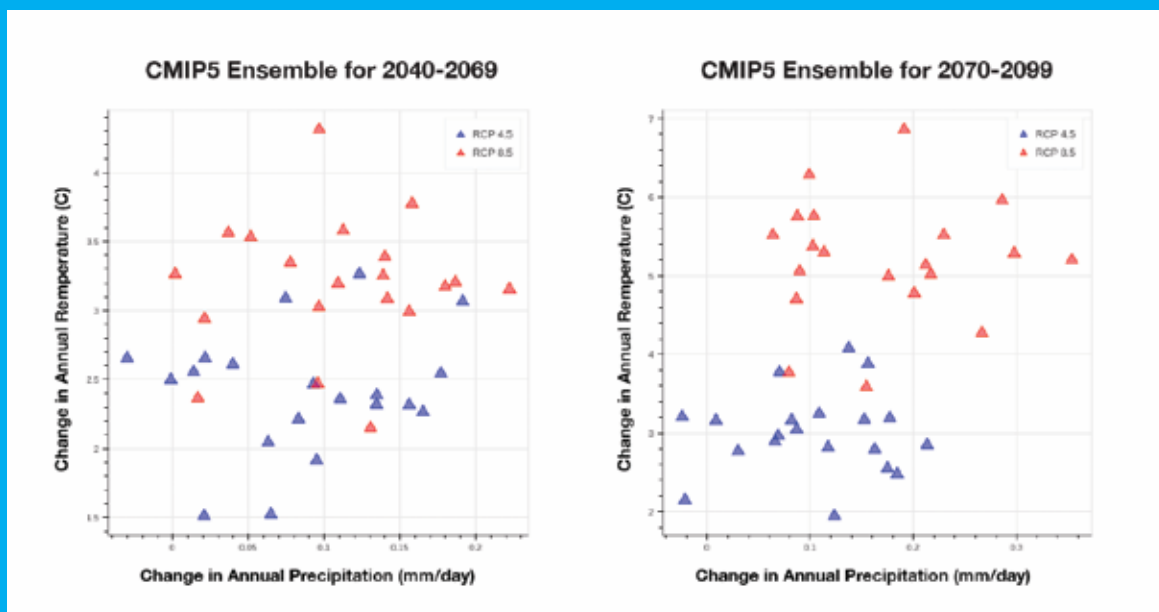 CMIP5 Ensemble for 2040-2069
Change in Annual Remperature (C)
4
3.5
3
2.5
2
1.5
RCP 4.5
RCP 8.5
0
0.05
0.1
0.15
0.2
Change in Annual Precipitation (mm/day)
CMIP5 Ensemble for 2070-2099
Change in Annual Remperature (C)
7
6
5
4
3
2
RCP 4.5
RCP 8.5
0
0.1
0.2
0.3
Change in Annual Precipitation (mm/day)